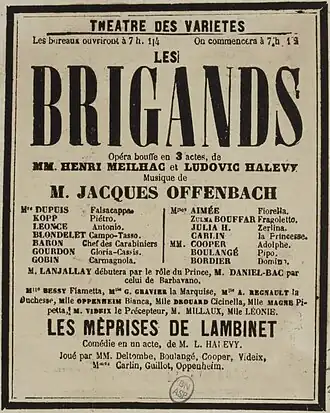 THEATRE DES VARIETES
Les bureaux ouvriront à 7 h. 1/4 On commencera à 7 h 1/2
LES
BRIGANDS
Opéra bouffe en 3 actes, de
MM. HENRI MEILHAC et LUDOVIC HALEVY
Musique de
M. JACQUES OFFENBACH
DUPUIS Falsacappa
KOPP Piétro.
LEONCE Antonio.
BLONDELET Campo-Tasso.
BARON Chef des Carabiniers
GOURDON Gloria-Cassis.
GOBIN Carmagnola.
AIMÉE Fiorella.
ZULMA BOUFFAR Fragoletto.
JULIA H. Zerlina.
CARLIN la Princesse.
MM. COOPER Adolphe.
BOULANGÉ Pipo.
BORDIER Domino.
M. LANJALLAY débutera par le rôle du Prince, M. DANIEL-BAC par
celui de Barbavano.
Mlle BESSY Fiametta, Mme G. GRAVIER la Marquise, Mme A. REGNAULT la
Duchesse, Mlle OPPENHEIM Bianca, Mlle DROUARD Cicinella, Mlle MAGNE Pi-
petta, M. VIDEIX le Précepteur, M. MILLAUX, Mlle LÉONIE.
LES MÈPRISES DE LAMBINET
Comédie en un acte, de M. L. HALEVY.
Joué par MM. Deltombe, Boulangé, Cooper, Videix,
Mmes Carlin, Guillot, Oppenheim.